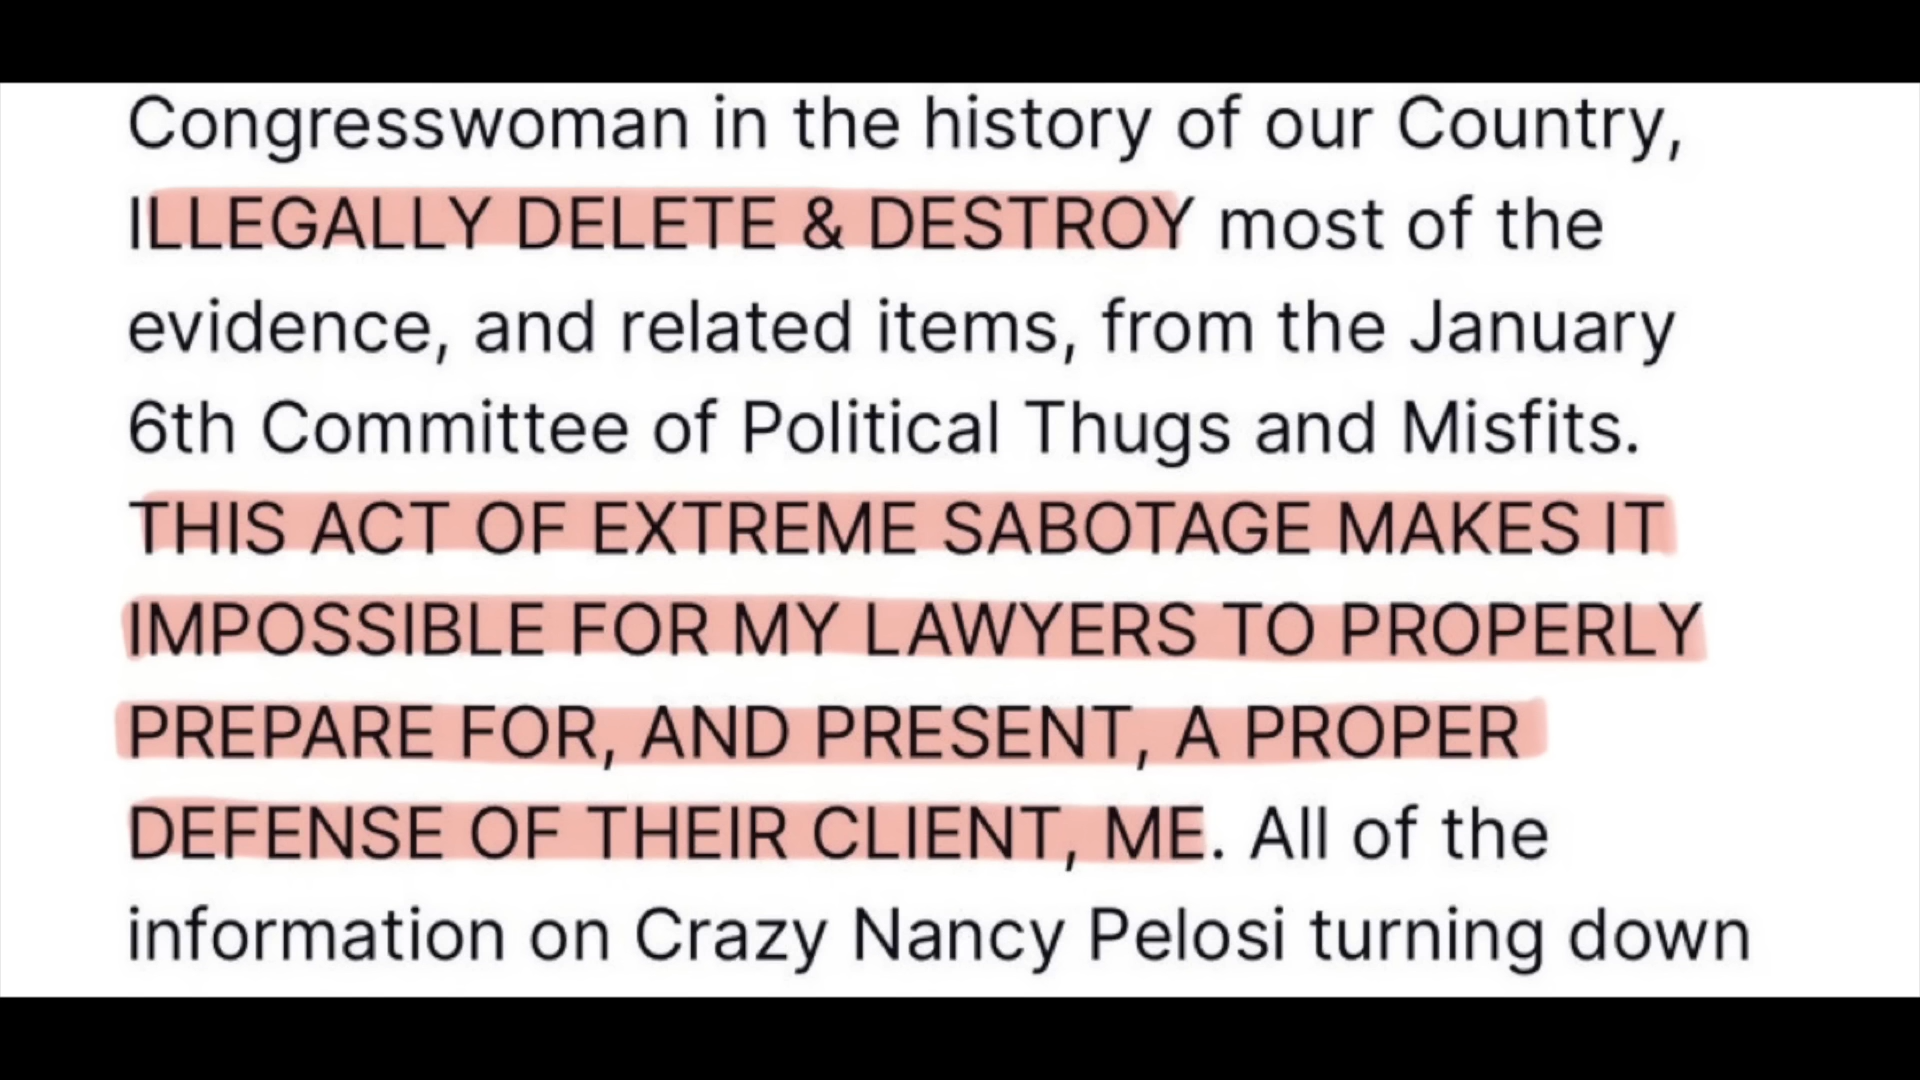 Congresswoman in the history of our Country,
ILLEGALLY DELETE & DESTROY most of the
evidence, and related items, from the January
6th Committee of Political Thugs and Misfits.
THIS ACT OF EXTREME SABOTAGE MAKES IT
IMPOSSIBLE FOR MY LAWYERS TO PROPERLY
PREPARE FOR, AND PRESENT, A PROPER
DEFENSE OF THEIR CLIENT, ME. All of the
information on Crazy Nancy Pelosi turning down